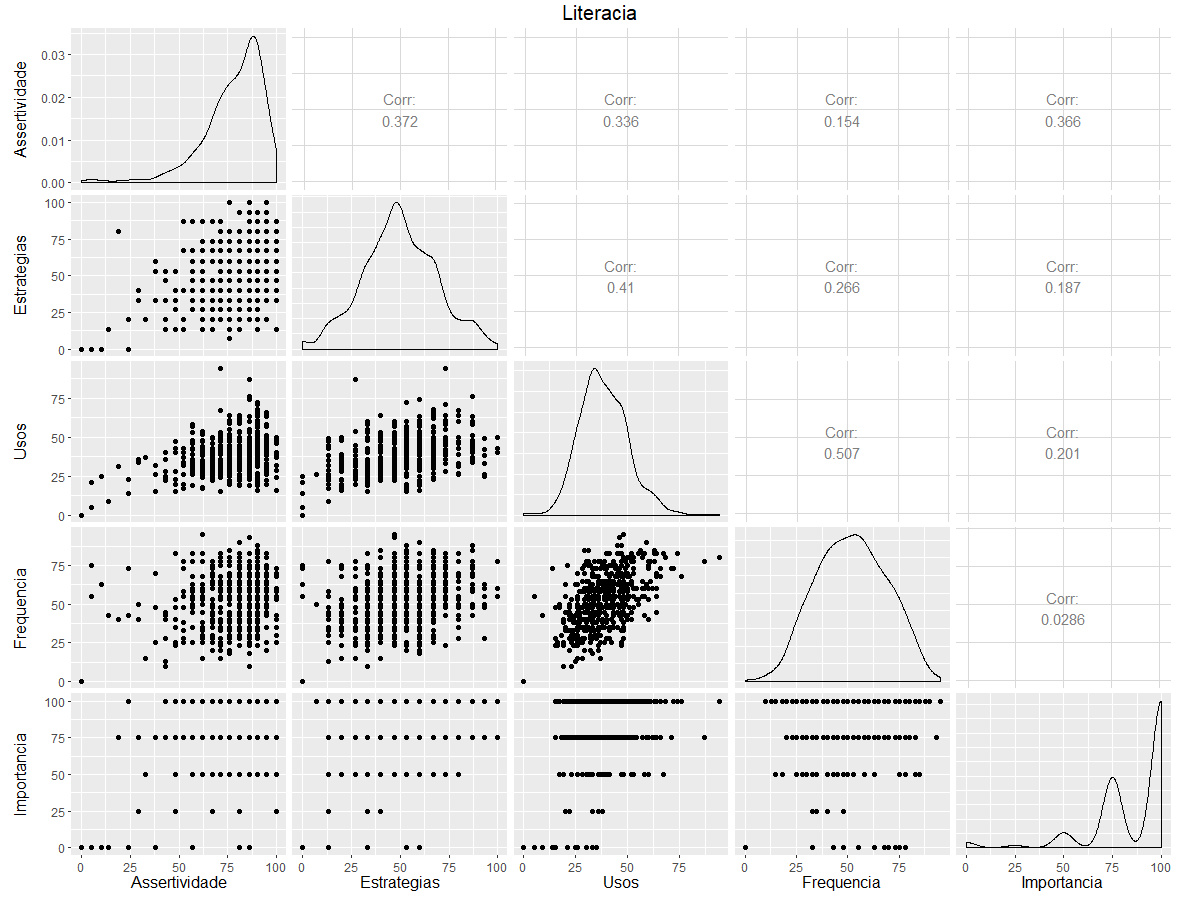 Literacia
Assertividade
0.03
0.02
0.01
0.00
Corr:
0.372
Corr:
0.336
Corr:
0.154
Corr:
0.366
Estrategias
100
75
50
25
0
Corr:
0.41
Corr:
0.266
Corr:
0.187
Usos
75
50
25
0
Corr:
0.507
Corr:
0.201
Frequencia
75
50
25
0
Corr:
0.0286
Importancia
100
75
50
25
0
0 25 50 75 100
0 25 50 75 100
0 25 50 75
0 25 50 75
0 25 50 75 100
Assertividade
Estrategias
Usos
Frequencia
Importancia